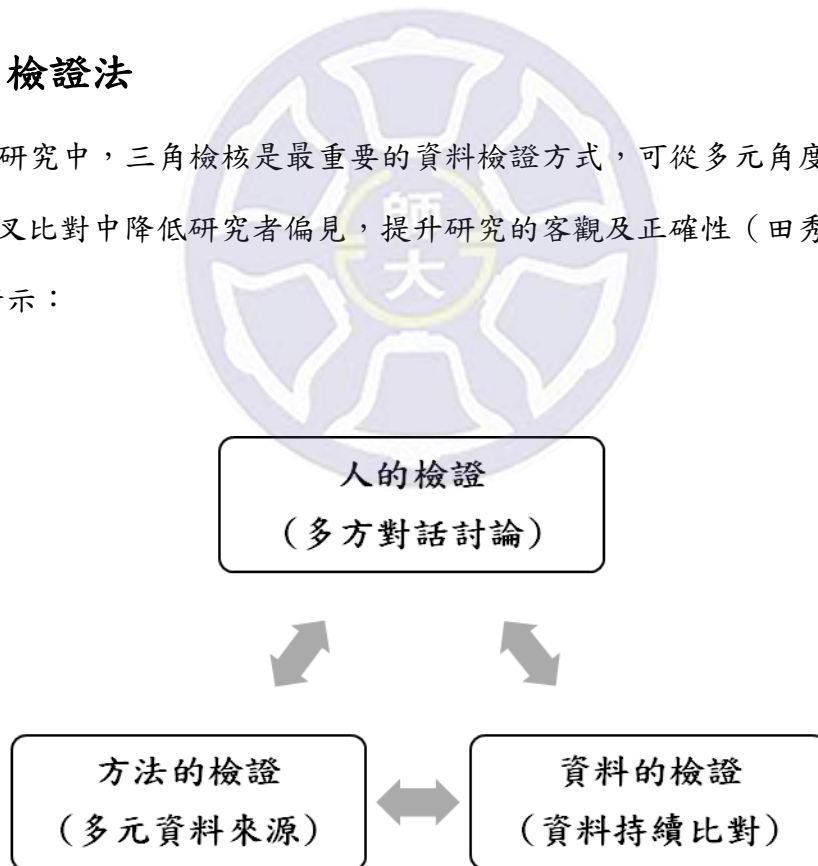 檢證法
研究中，三角檢核是最重要的資料檢證方式，可從多元角度
叉比對中降低研究者偏見，提升研究的客觀及正確性（田秀
示：
師
大
人的檢證
（多方對話討論）
方法的檢證
（多元資料來源）
資料的檢證
（資料持續比對）